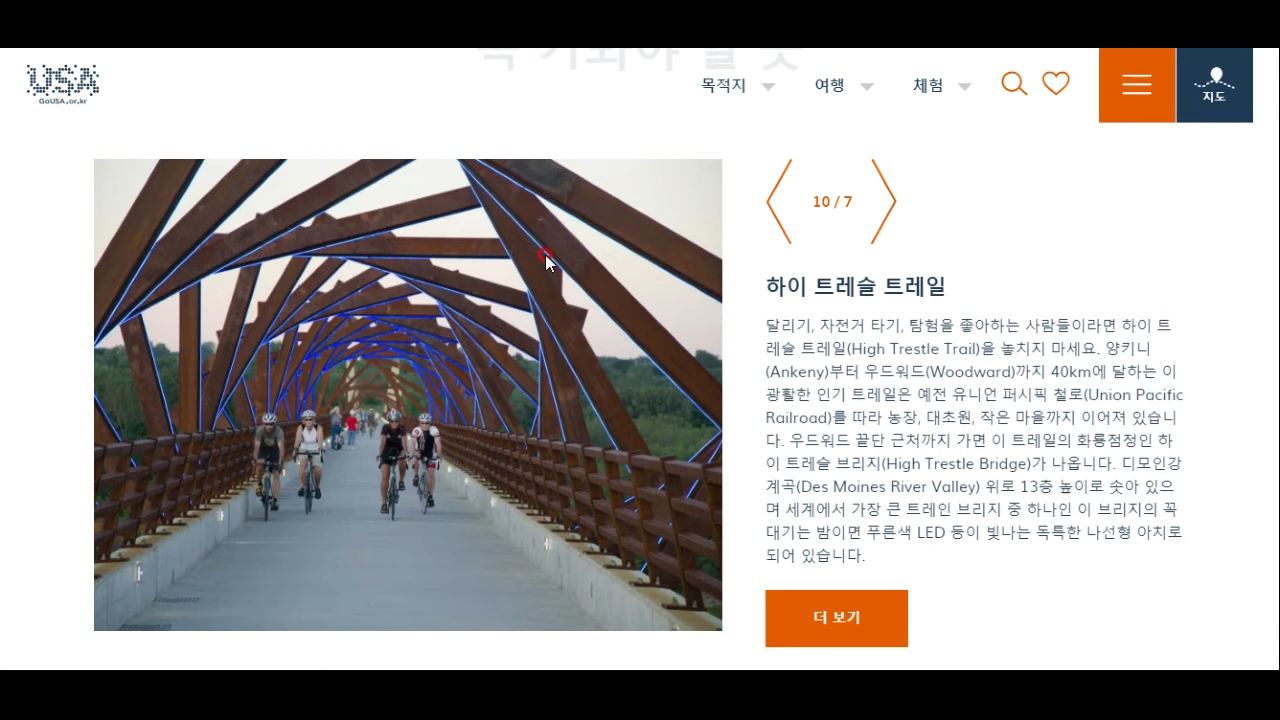 꼭 가봐야 할 곳
USA
GoUSA.or.kr
목적지
여행
체험
지도
10 / 7
하이 트레슬 트레일
달리기, 자전거 타기, 탐험을 좋아하는 사람들이라면 하이 트
레슬 트레일(High Trestle Trail)을 놓치지 마세요. 양키니
(Ankeny)부터 우드워드(Woodward)까지 40km에 달하는 이
광활한 인기 트레일은 예전 유니언 퍼시픽 철로(Union Pacific
Railroad)를 따라 농장, 대초원, 작은 마을까지 이어져 있습니
다. 우드워드 끝단 근처까지 가면 이 트레일의 화룡점정인 하
이 트레슬 브리지(High Trestle Bridge)가 나옵니다. 디모인강
계곡(Des Moines River Valley) 위로 13층 높이로 솟아 있으
며 세계에서 가장 큰 트레인 브리지 중 하나인 이 브리지의 꼭
대기는 밤이면 푸른색 LED 등이 빛나는 독특한 나선형 아치로
되어 있습니다.
더 보기